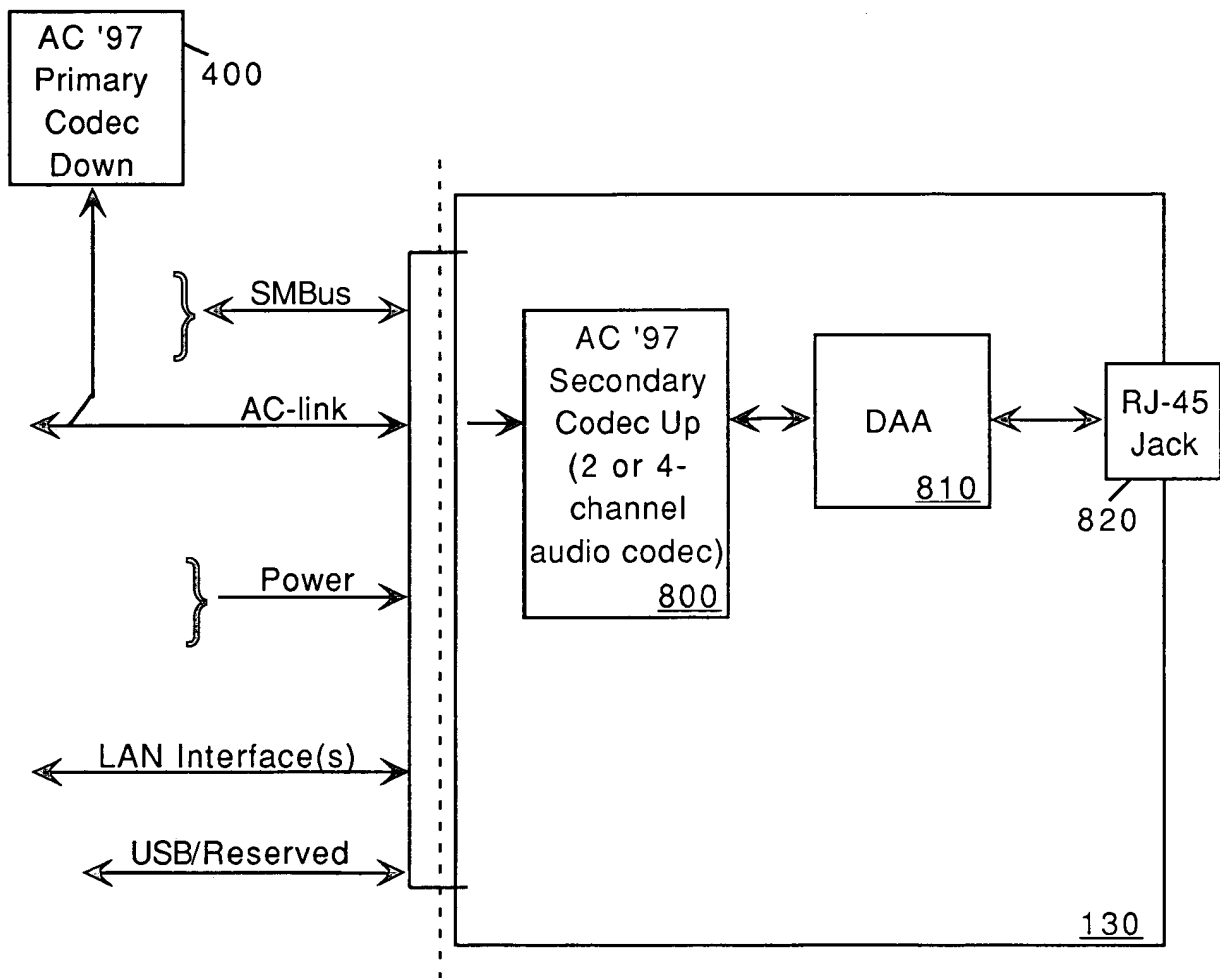 AC '97
Primary
Codec
Down
400
SMBus
AC-link
Power
LAN Interface(s)
USB/Reserved
AC '97
Secondary
Codec Up
(2 or 4-
channel
audio codec)
800
DAA
810
RJ-45
Jack
820
130